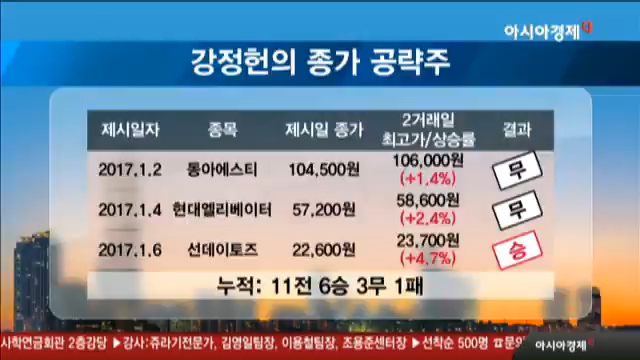 아시아경제
강정헌의 종가 공략주
제시일자 종목 제시일 종가 2거래일 최고가/상승률 결과
2017.1.2 동아에스티 104,500원 106,000원 (+1.4%) 무
2017.1.4 현대엘리베이터 57,200원 58,600원 (+2.4%) 무
2017.1.6 선데이토즈 22,600원 23,700원 (+4.7%) 승
누적: 11전 6승 3무 1패
사학연금회관 2층강당 ▶강사:쥬라기전문가, 김영일팀장, 이용철팀장, 조용준센터장 ▶선착순 500명 ☎문의
아시아경제